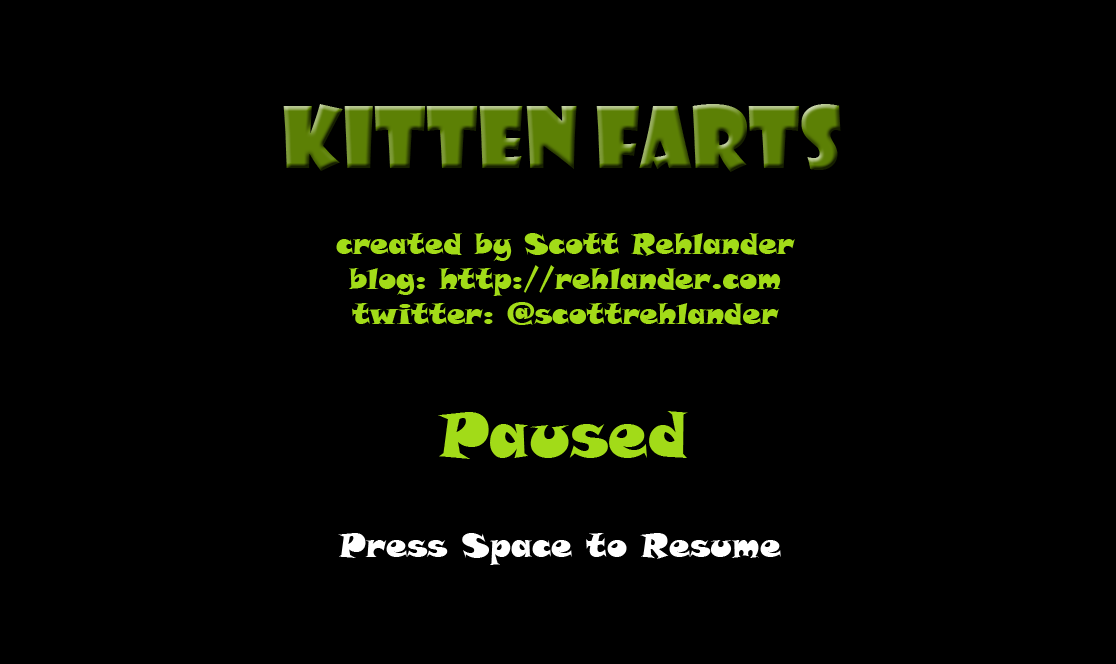 KITTEN FARTS
created by Scott Rehlander
blog: http://rehlander.com
twitter: @scottrehlander
Paused
Press Space to Resume